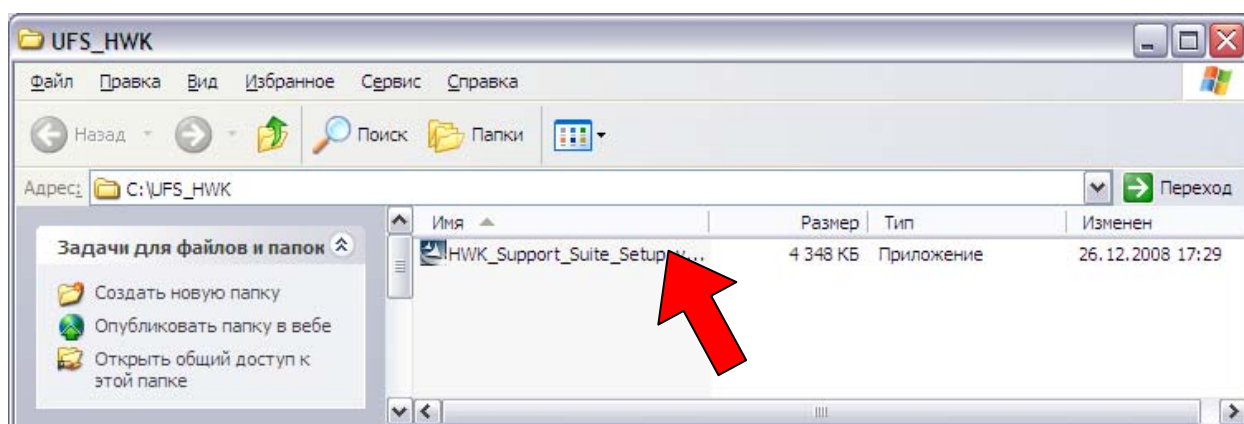 UFS_HWK
Файл Правка Вид Избранное Сервис Справка
Назад Поиск Папки
Адрес: C:\UFS_HWK Переход
Имя Размер Тип Изменен
Задачи для файлов и папок
HWK_Support_Suite_Setup 4 348 КБ Приложение 26.12.2008 17:29
Создать новую папку
Опубликовать папку в вебе
Открыть общий доступ к
этой папке